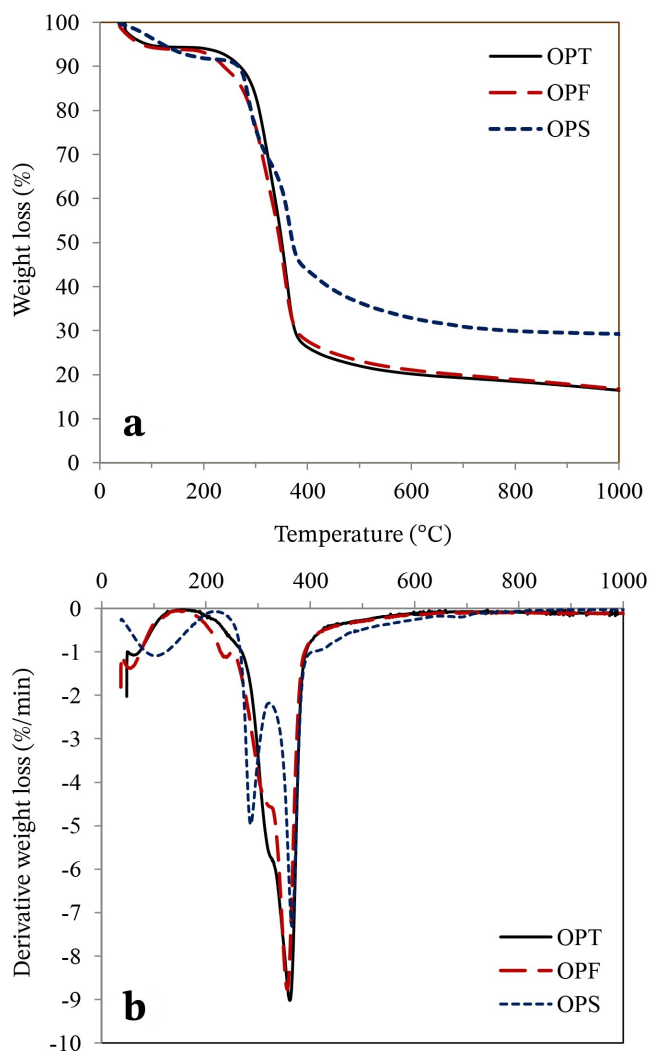 100
90
80
70
60
50
40
30
20
10
0
Weight loss (%)
OPT
OPF
OPS
a
0 200 400 600 800 1000
Temperature (°C)
0 200 400 600 800 1000
0
-1
-2
-3
-4
-5
-6
-7
-8
-9
-10
Derivative weight loss (%/min)
OPT
OPF
OPS
b